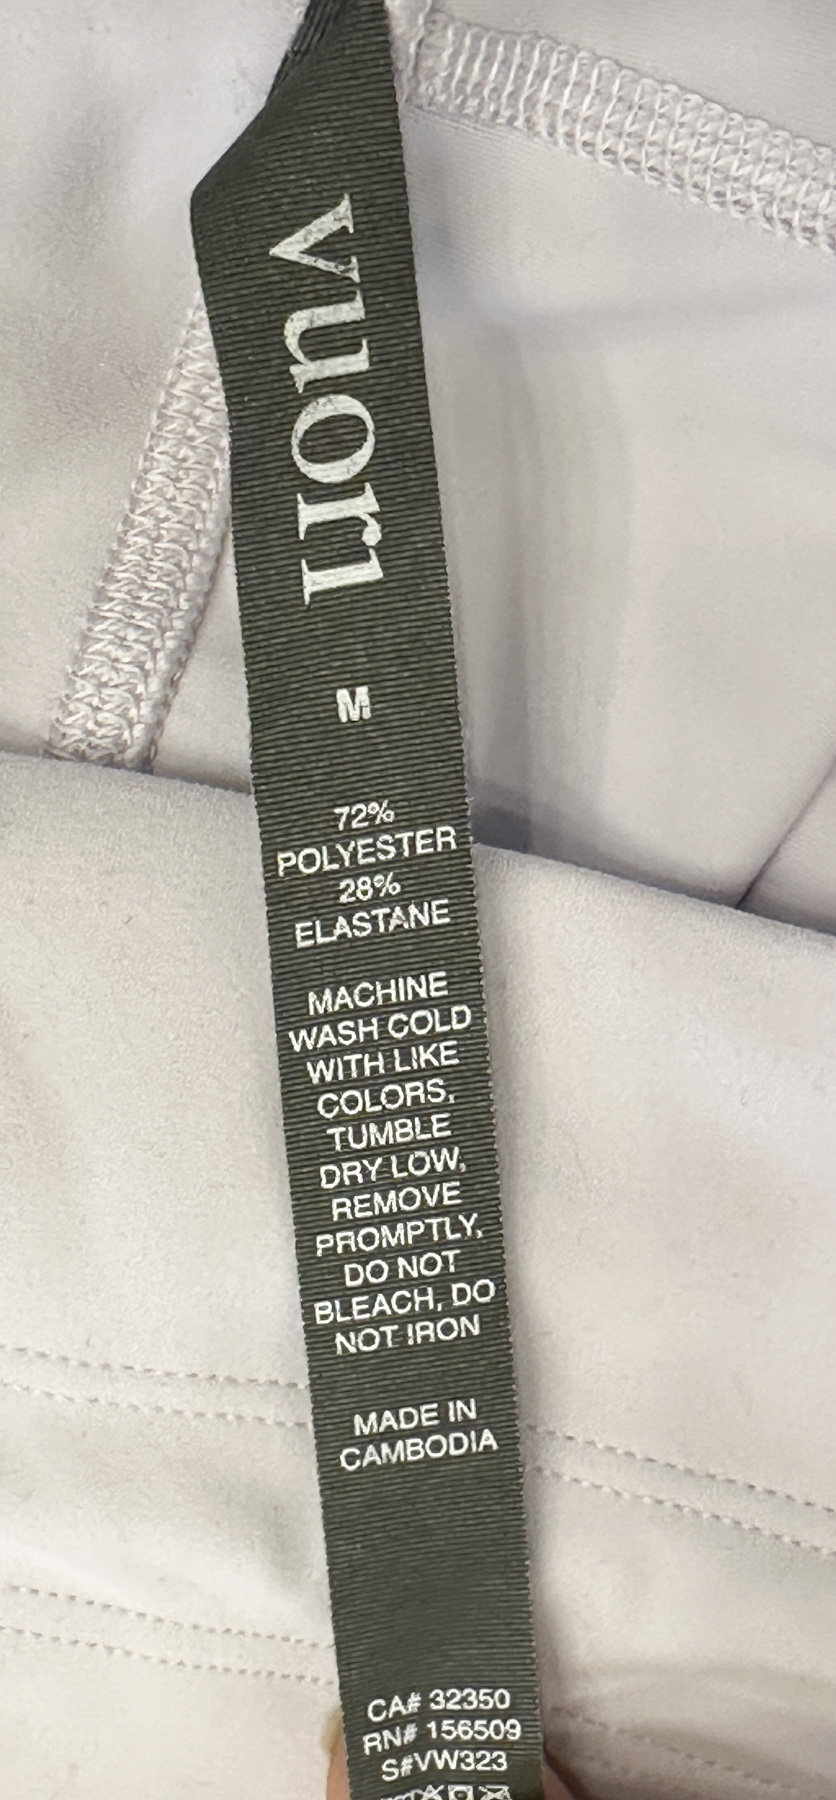 vuori
M
72%
POLYESTER
28%
ELASTANE
MACHINE
WASH COLD
WITH LIKE
COLORS,
TUMBLE
DRY LOW,
REMOVE
PROMPTLY,
DO NOT
BLEACH, DO
NOT IRON
MADE IN
CAMBODIA
CA# 32350
RN# 156509
S#VW323